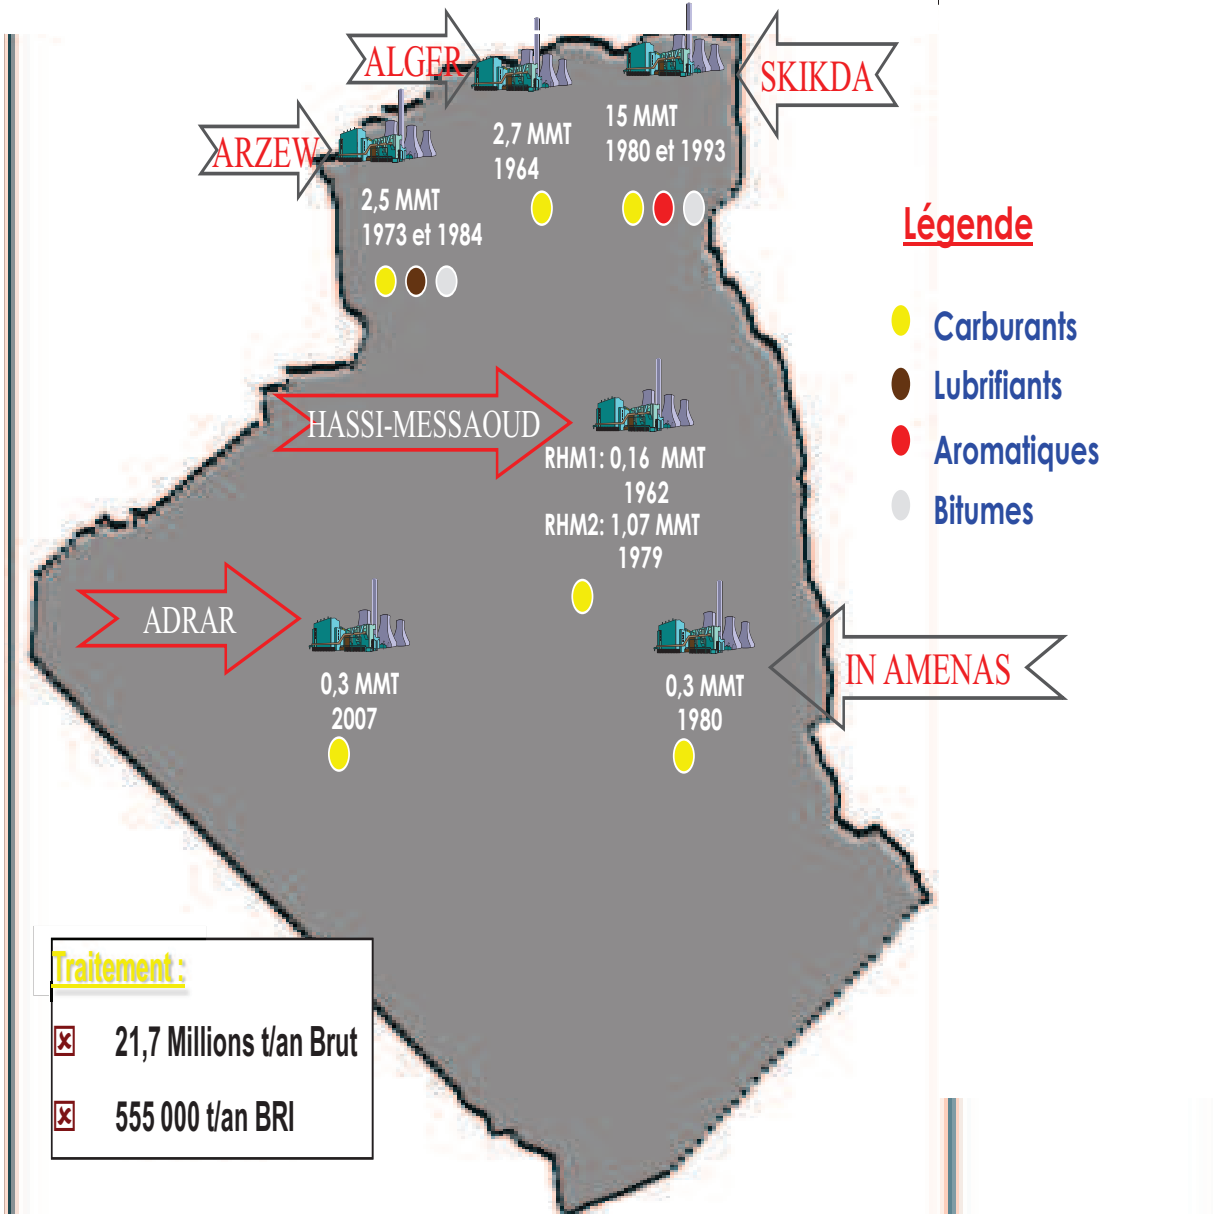 ALGER
SKIKDA
ARZEW
2,7 MMT
1964
15 MMT
1980 et 1993
2,5 MMT
1973 et 1984
Légende
Carburants
Lubrifiants
Aromatiques
Bitumes
HASSI-MESSAOUD
RHM1: 0,16 MMT
1962
RHM2: 1,07 MMT
1979
ADRAR
0,3 MMT
2007
IN AMENAS
0,3 MMT
1980
Traitement :
21,7 Millions t/an Brut
555 000 t/an BRI